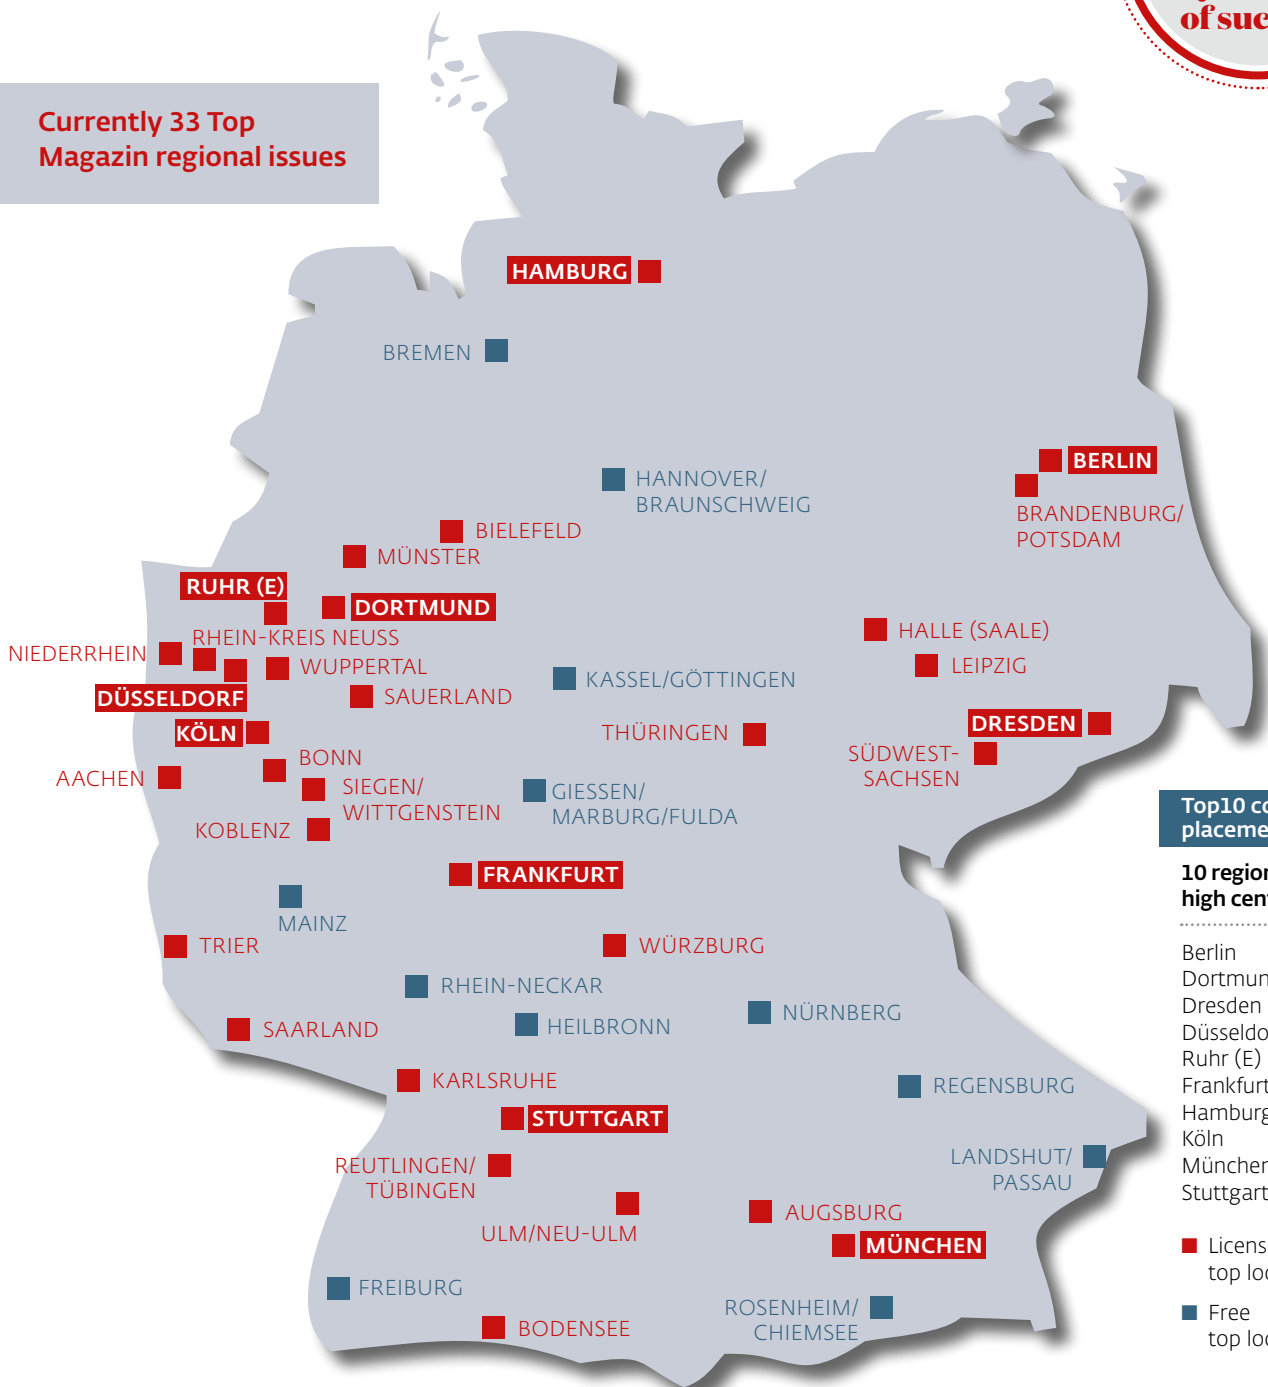 of suc
Currently 33 Top
Magazin regional issues
HAMBURG
BREMEN
HANNOVER/
BRAUNSCHWEIG
BERLIN
BRANDENBURG/
POTSDAM
BIELEFELD
MÜNSTER
RUHR (E)
DORTMUND
RHEIN-KREIS NEUSS
NIEDERRHEIN
WUPPERTAL
DÜSSELDORF
SAUERLAND
KASSEL/GÖTTINGEN
HALLE (SAALE)
LEIPZIG
KÖLN
THÜRINGEN
DRESDEN
SÜDWEST-
SACHSEN
BONN
AACHEN
SIEGEN/
WITTGENSTEIN
GIESSEN/
MARBURG/FULDA
KOBLENZ
FRANKFURT
MAINZ
TRIER
WÜRZBURG
RHEIN-NECKAR
NÜRNBERG
HEILBRONN
SAARLAND
KARLSRUHE
REGENSBURG
STUTTGART
REUTLINGEN/
TÜBINGEN
LANDSHUT/
PASSAU
ULM/NEU-ULM
AUGSBURG
MÜNCHEN
FREIBURG
ROSENHEIM/
CHIEMSEE
BODENSEE
Top10 co
placeme
10 region
high cen
Berlin
Dortmun
Dresden
Düsseldo
Ruhr (E)
Frankfurt
Hamburg
Köln
München
Stuttgart
Licens
top loc
Free
top loc